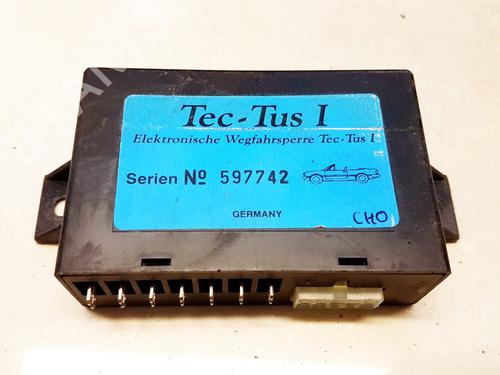 Tec-Tus I
Elektronische Wegfahrsperre Tec-Tus I
Serien № 597742
GERMANY
CHO